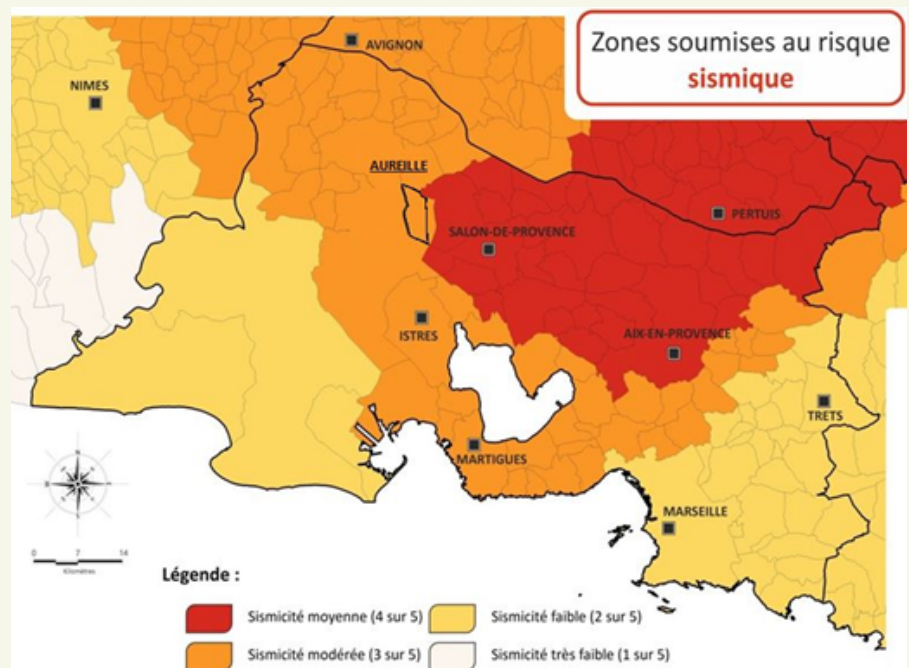 Zones soumises au risque
sismique
AVIGNON
NIMES
AUREILLE
PERTUIS
SALON-DE-PROVENCE
ISTRES
AIX-EN-PROVENCE
TRETS
MARTIGUES
MARSEILLE
N
0 7 14
Kilomètres
Légende :
Sismicité moyenne (4 sur 5)
Sismicité faible (2 sur 5)
Sismicité modérée (3 sur 5)
Sismicité très faible (1 sur 5)